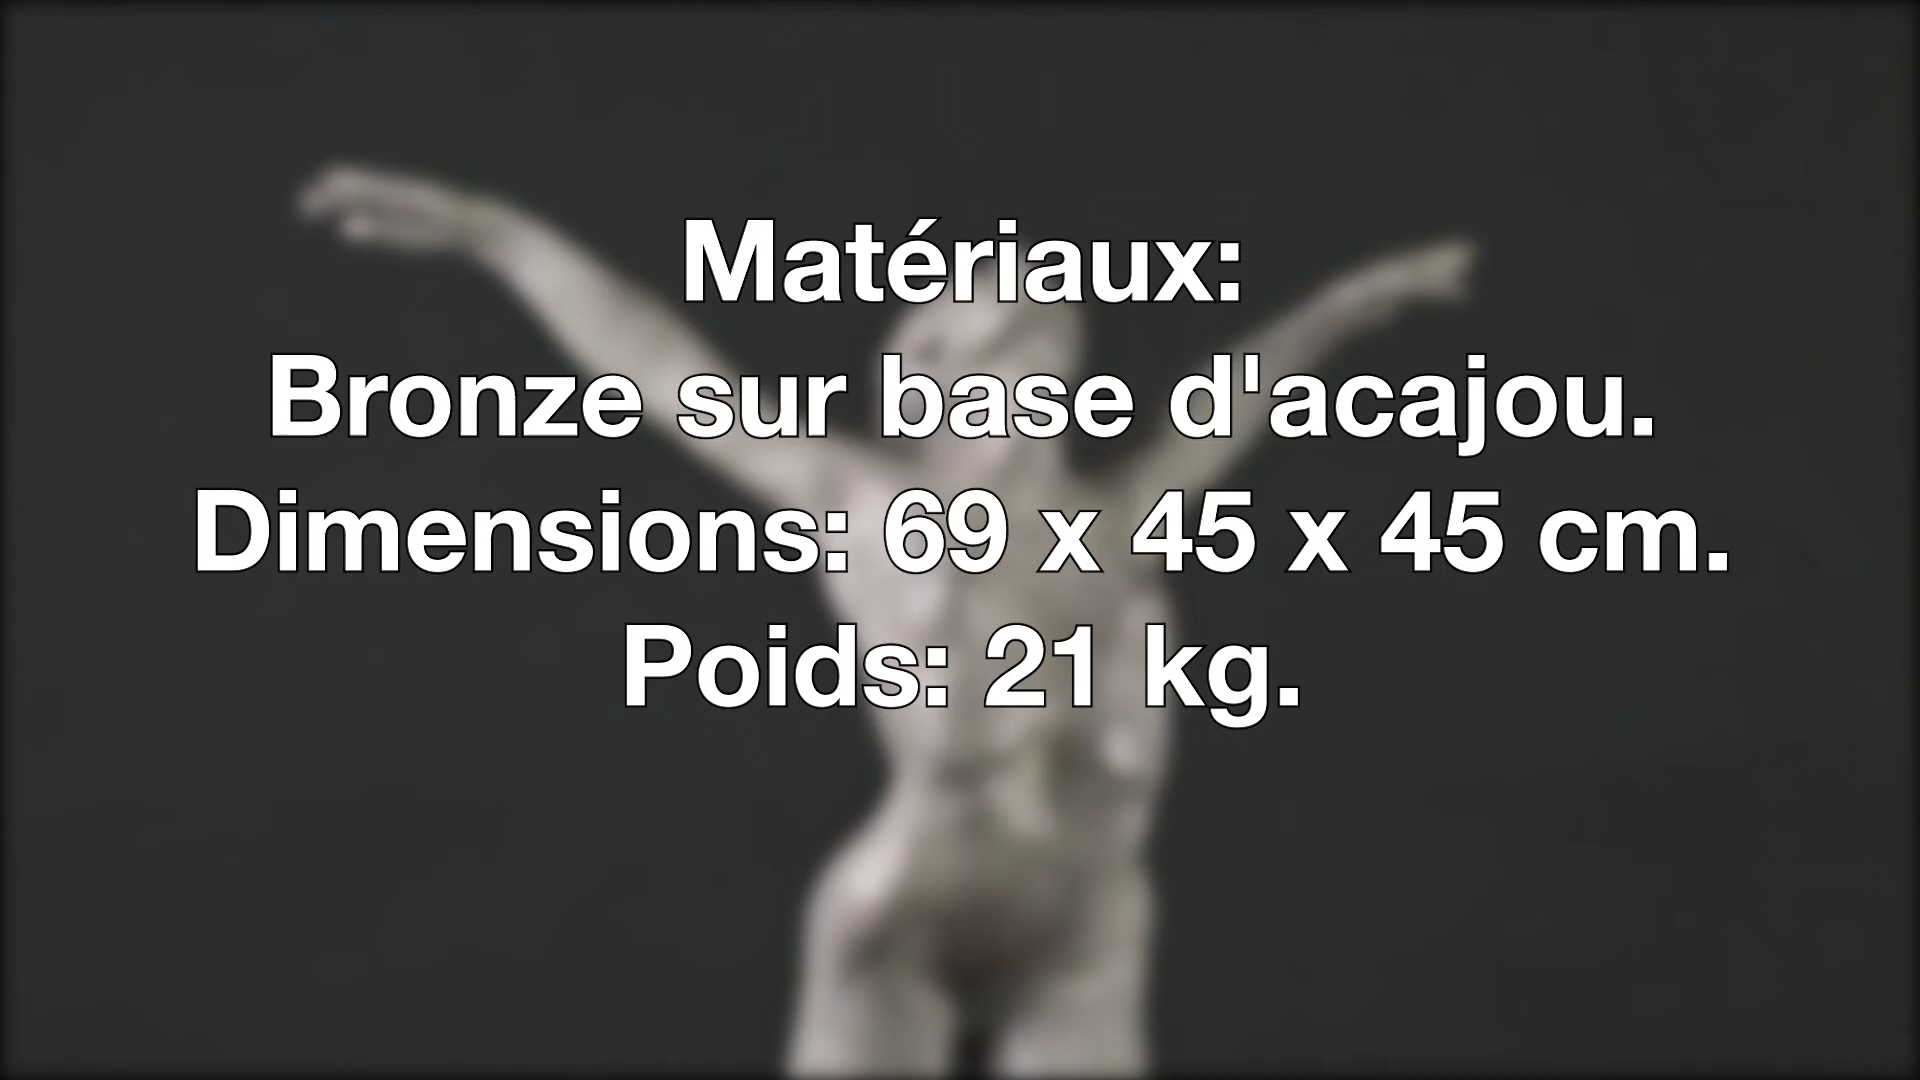 Matériaux:
Bronze sur base d'acajou.
Dimensions: 69 x 45 x 45 cm.
Poids: 21 kg.